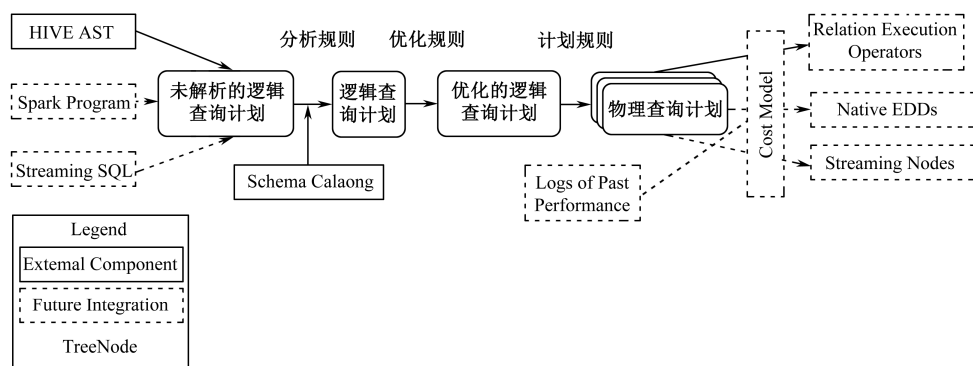 HIVE AST
分析规则
优化规则
计划规则
Relation Execution
Operators
Spark Program
未解析的逻辑
查询计划
逻辑查
询计划
优化的逻辑
查询计划
物理查询计划
Cost Model
Native EDDs
Streaming SQL
Schema Calaong
Logs of Past
Performance
Streaming Nodes
Legend
Extemal Component
Future Integration
TreeNode